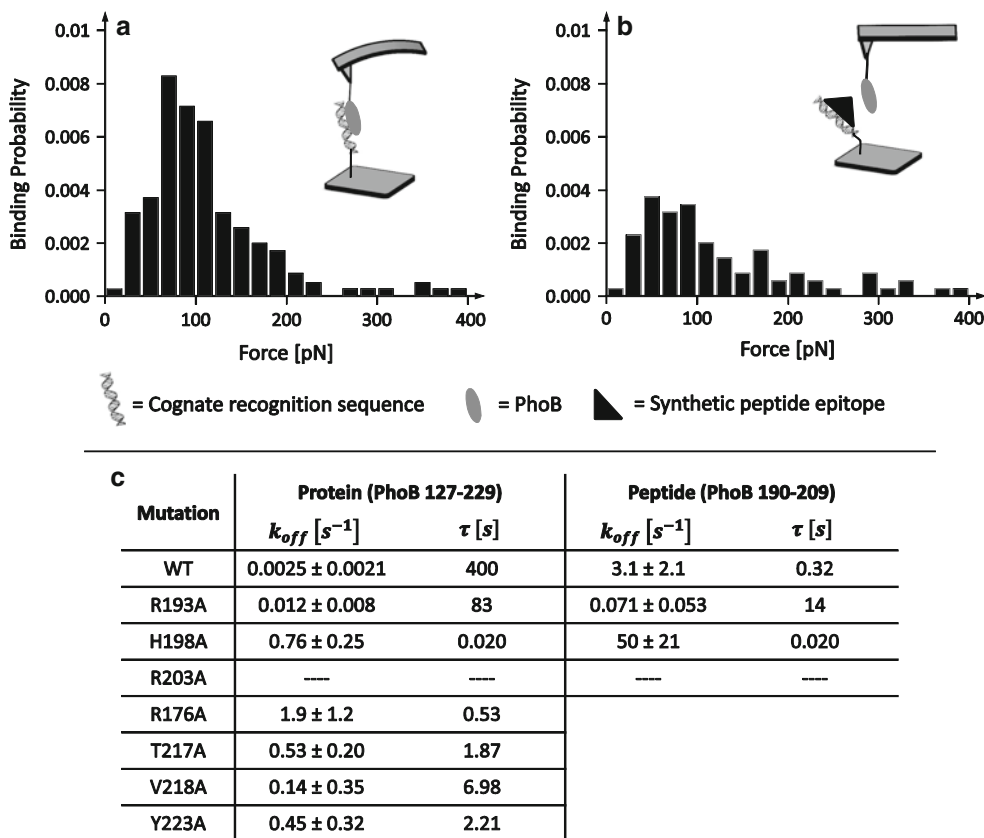 a
0.01
0.008
0.006
0.004
0.002
0.000
Binding Probability
0 100 200 300 400
Force [pN]
b
0.01
0.008
0.006
0.004
0.002
0.000
Binding Probability
0 100 200 300 400
Force [pN]
= Cognate recognition sequence = PhoB = Synthetic peptide epitope
c
Mutation Protein (PhoB 127-229) Peptide (PhoB 190-209)
k_off [s⁻¹] τ [s] k_off [s⁻¹] τ [s]
WT 0.0025 ± 0.0021 400 3.1 ± 2.1 0.32
R193A 0.012 ± 0.008 83 0.071 ± 0.053 14
H198A 0.76 ± 0.25 0.020 50 ± 21 0.020
R203A ---- ---- ---- ----
R176A 1.9 ± 1.2 0.53
T217A 0.53 ± 0.20 1.87
V218A 0.14 ± 0.35 6.98
Y223A 0.45 ± 0.32 2.21